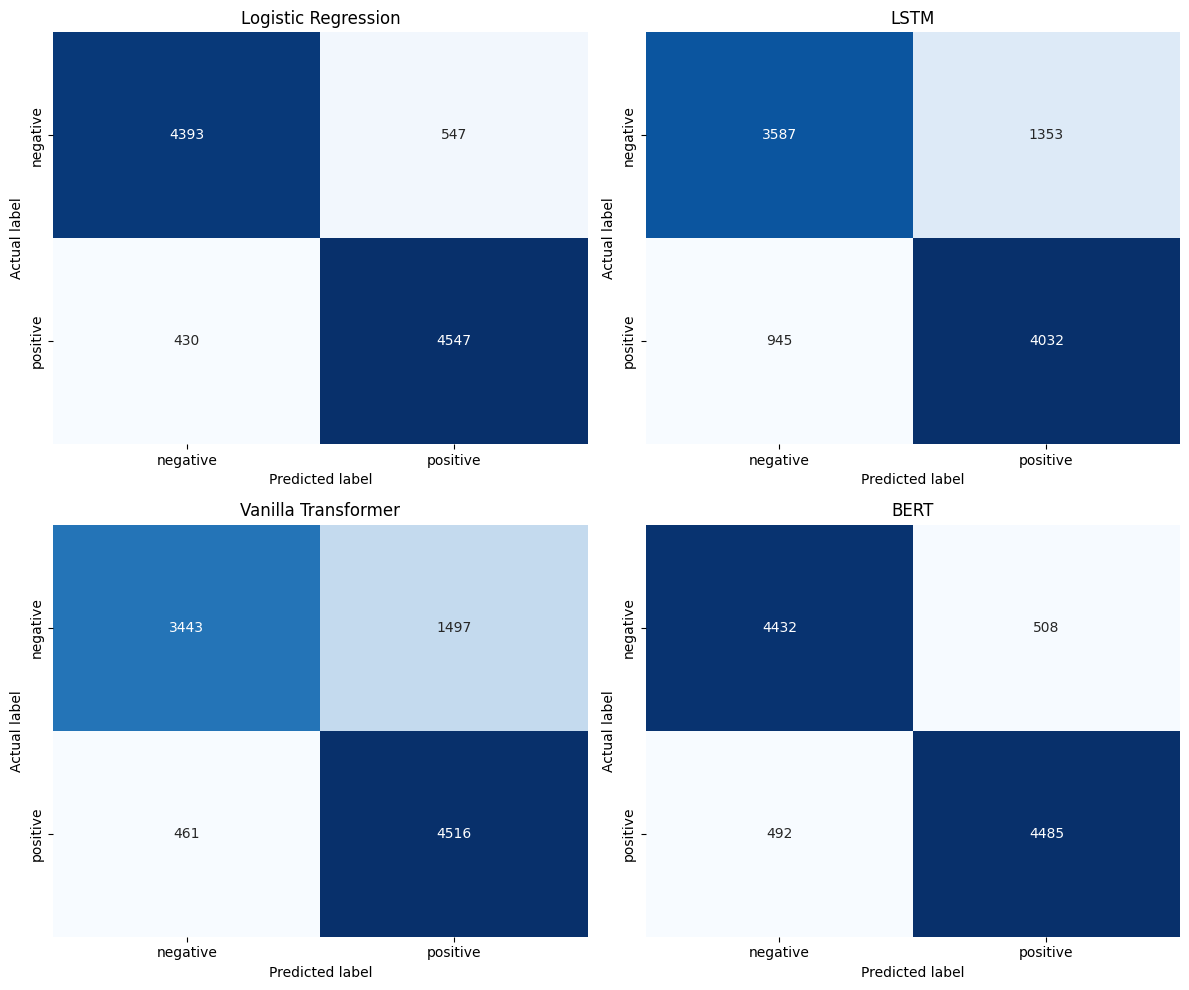 Logistic Regression
negative
4393
547
Actual label
positive
430
4547
negative
positive
Predicted label
LSTM
negative
3587
1353
Actual label
positive
945
4032
negative
positive
Predicted label
Vanilla Transformer
negative
3443
1497
Actual label
positive
461
4516
negative
positive
Predicted label
BERT
negative
4432
508
Actual label
positive
492
4485
negative
positive
Predicted label